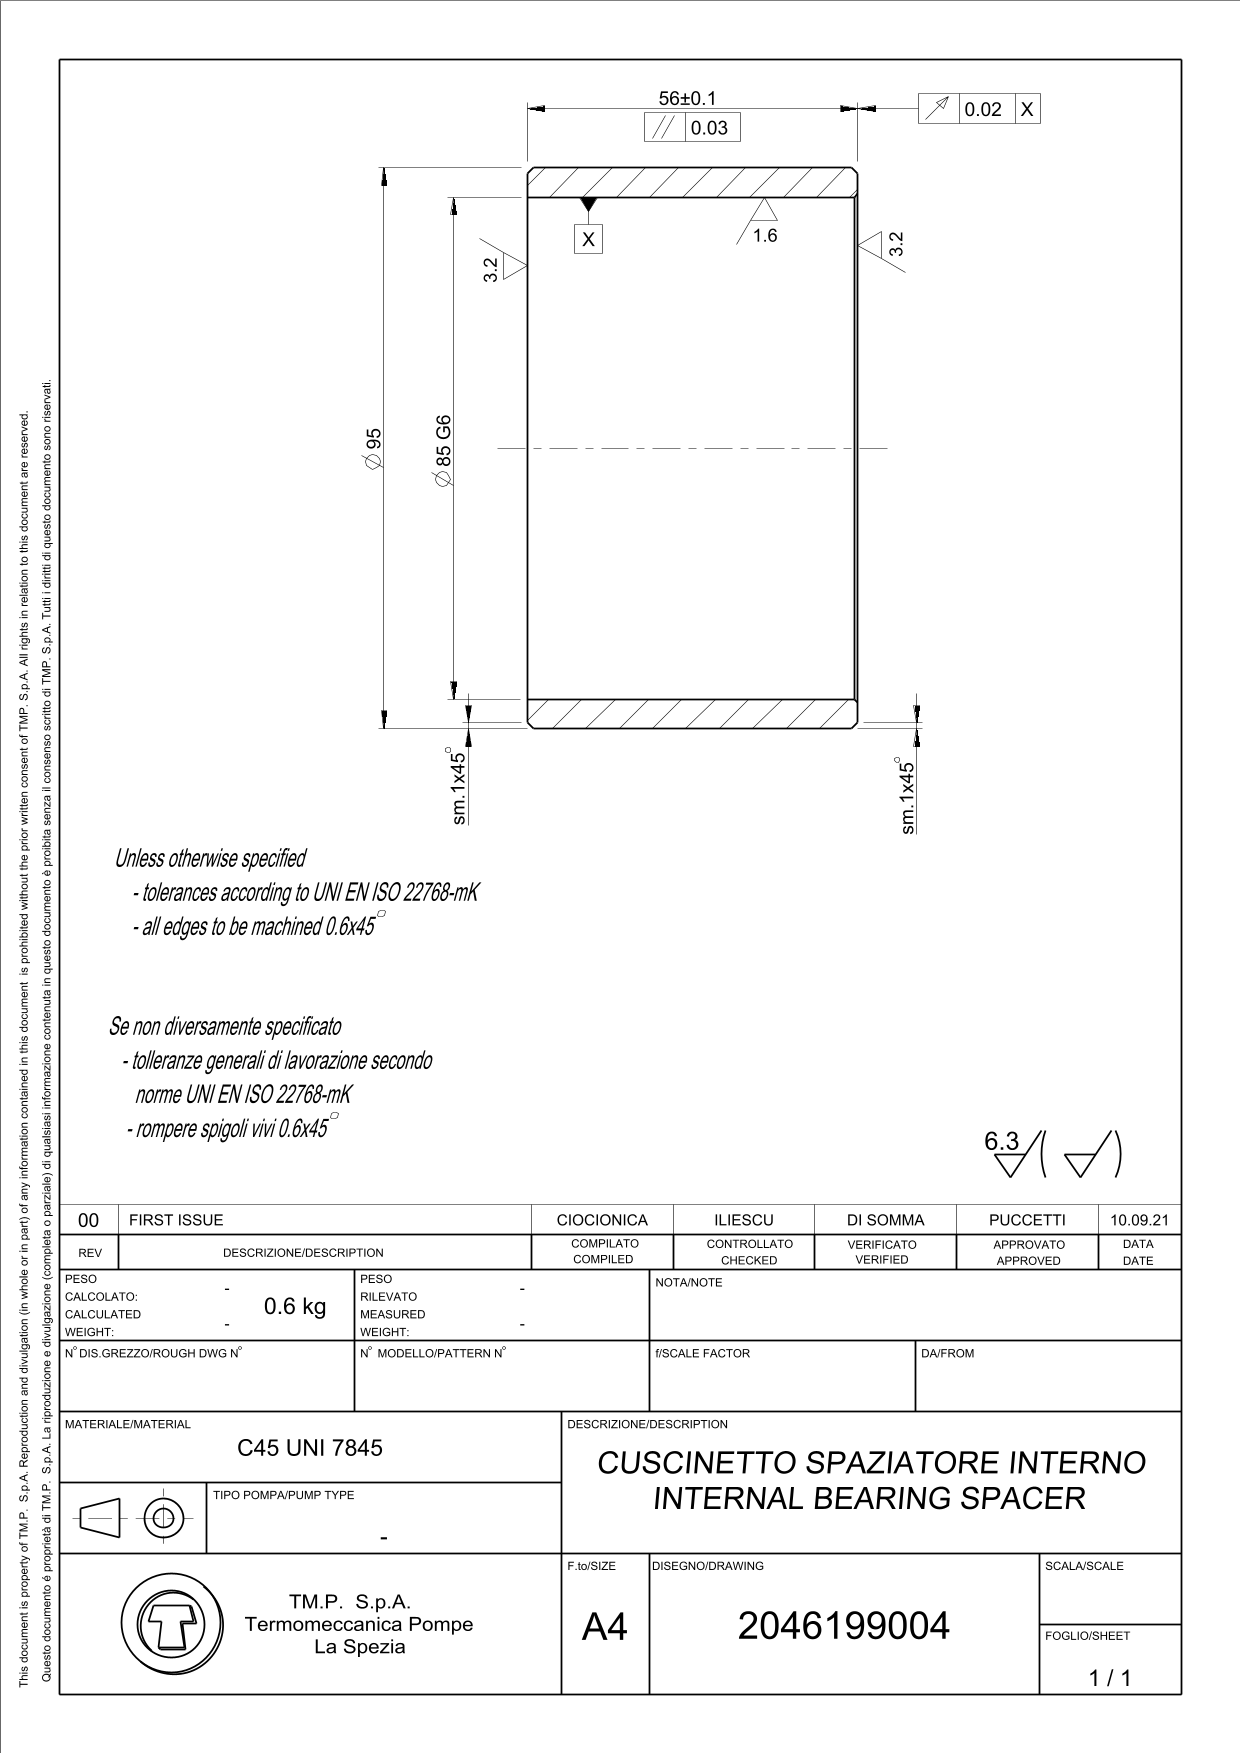 56±0.1
// 0.03
0.02 X
X
1.6
3.2
3.2
Ø 95
Ø 85 G6
sm.1x45°
sm.1x45°
Unless otherwise specified
- tolerances according to UNI EN ISO 22768-mK
- all edges to be machined 0.6x45°
Se non diversamente specificato
- tolleranze generali di lavorazione secondo
norme UNI EN ISO 22768-mK
- rompere spigoli vivi 0.6x45°
6.3 ( )
00 FIRST ISSUE CIOCIONICA ILIESCU DI SOMMA PUCCETTI 10.09.21
REV DESCRIZIONE/DESCRIPTION COMPILATO CONTROLLATO VERIFICATO APPROVATO DATA
COMPILED CHECKED VERIFIED APPROVED DATE
PESO
CALCOLATO: -
CALCULATED 0.6 kg
WEIGHT: -
PESO
RILEVATO -
MEASURED
WEIGHT: -
NOTA/NOTE
N° DIS.GREZZO/ROUGH DWG N°
N° MODELLO/PATTERN N°
f/SCALE FACTOR
DA/FROM
MATERIALE/MATERIAL
C45 UNI 7845
DESCRIZIONE/DESCRIPTION
CUSCINETTO SPAZIATORE INTERNO
INTERNAL BEARING SPACER
TIPO POMPA/PUMP TYPE
-
TM.P. S.p.A.
Termomeccanica Pompe
La Spezia
F.to/SIZE
A4
DISEGNO/DRAWING
2046199004
SCALA/SCALE
FOGLIO/SHEET
1 / 1
This document is property of TM.P. S.p.A. Reproduction and divulgation (in whole or in part) of any information contained in this document is prohibited without the prior written consent of TMP. S.p.A. All rights in relation to this document are reserved.
Questo documento é proprietà di TM.P. S.p.A. La riproduzione e divulgazione (completa o parziale) di qualsiasi informazione contenuta in questo documento è proibita senza il consenso scritto di TMP. S.p.A. Tutti i diritti di questo documento sono riservati.